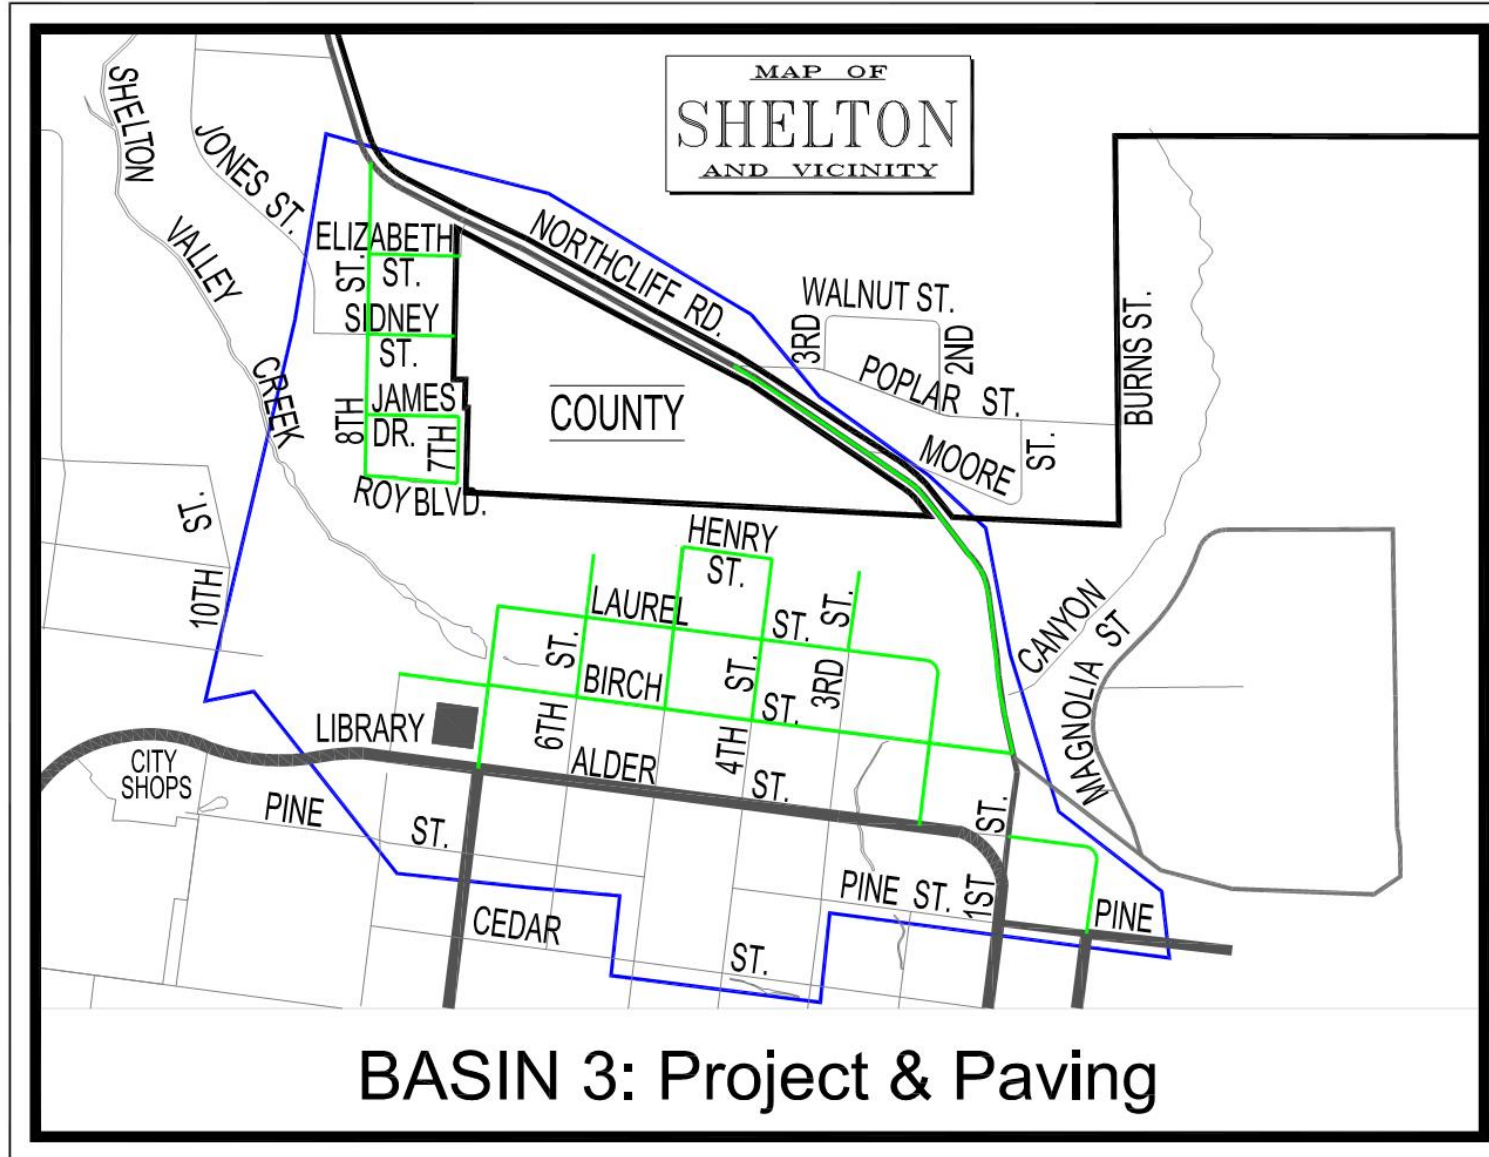 MAP OF
SHELTON
AND VICINITY
SHELTON
VALLEY
CREEK
JONES ST.
ELIZABETH
ST.
ST.
8TH
SIDNEY
ST.
JAMES
DR.
7TH
ROY BLVD.
NORTHCLIFF RD.
COUNTY
WALNUT ST.
3RD
2ND
POPLAR ST.
MOORE
ST.
BURNS ST.
ST.
10TH
HENRY
ST.
LAUREL
ST.
ST.
ST.
ST.
BIRCH
ST.
3RD
6TH
4TH
CANYON
MAGNOLIA ST
LIBRARY
ALDER
ST.
CITY
SHOPS
PINE
ST.
ST.
1ST
PINE ST.
PINE
CEDAR
ST.
BASIN 3: Project & Paving